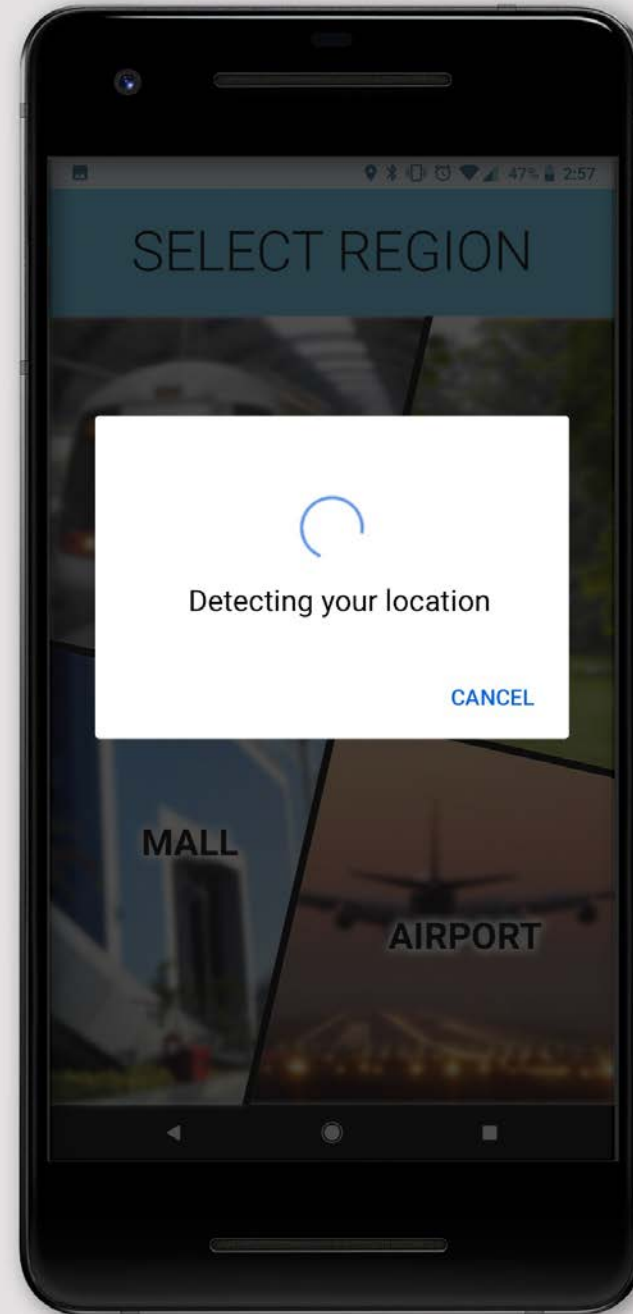 47% 2:57
SELECT REGION
Detecting your location
CANCEL
MALL
AIRPORT